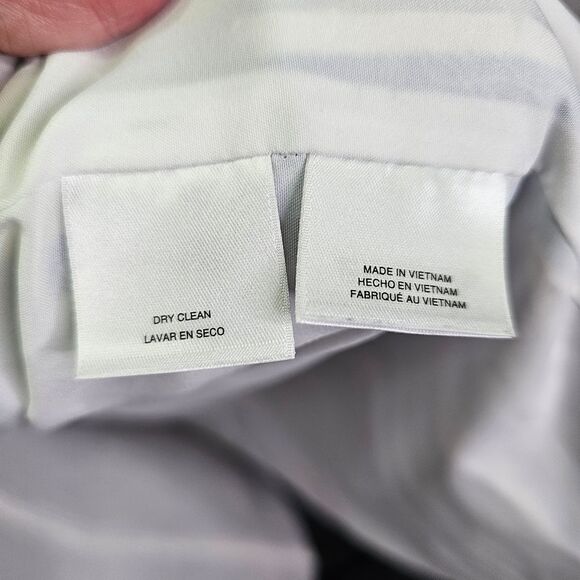 DRY CLEAN
LAVAR EN SECO
MADE IN VIETNAM
HECHO EN VIETNAM
FABRIQUÉ AU VIETNAM